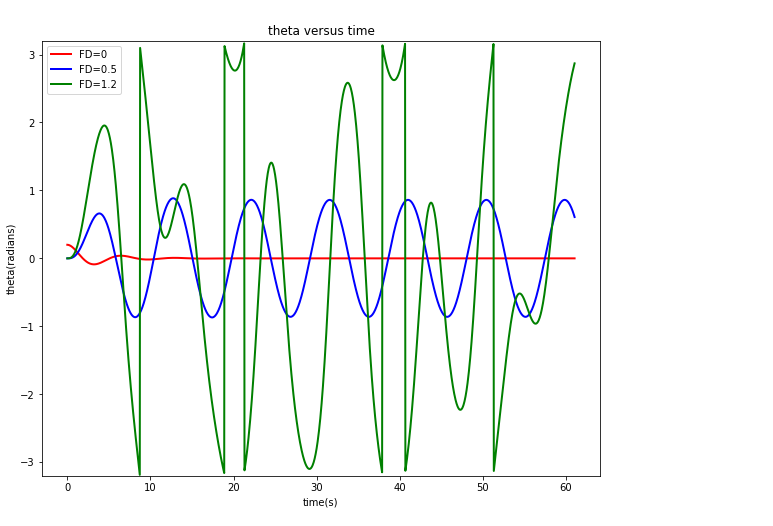 theta versus time
FD=0
FD=0.5
FD=1.2
theta(radians)
3
2
1
0
−1
−2
−3
0 10 20 30 40 50 60
time(s)